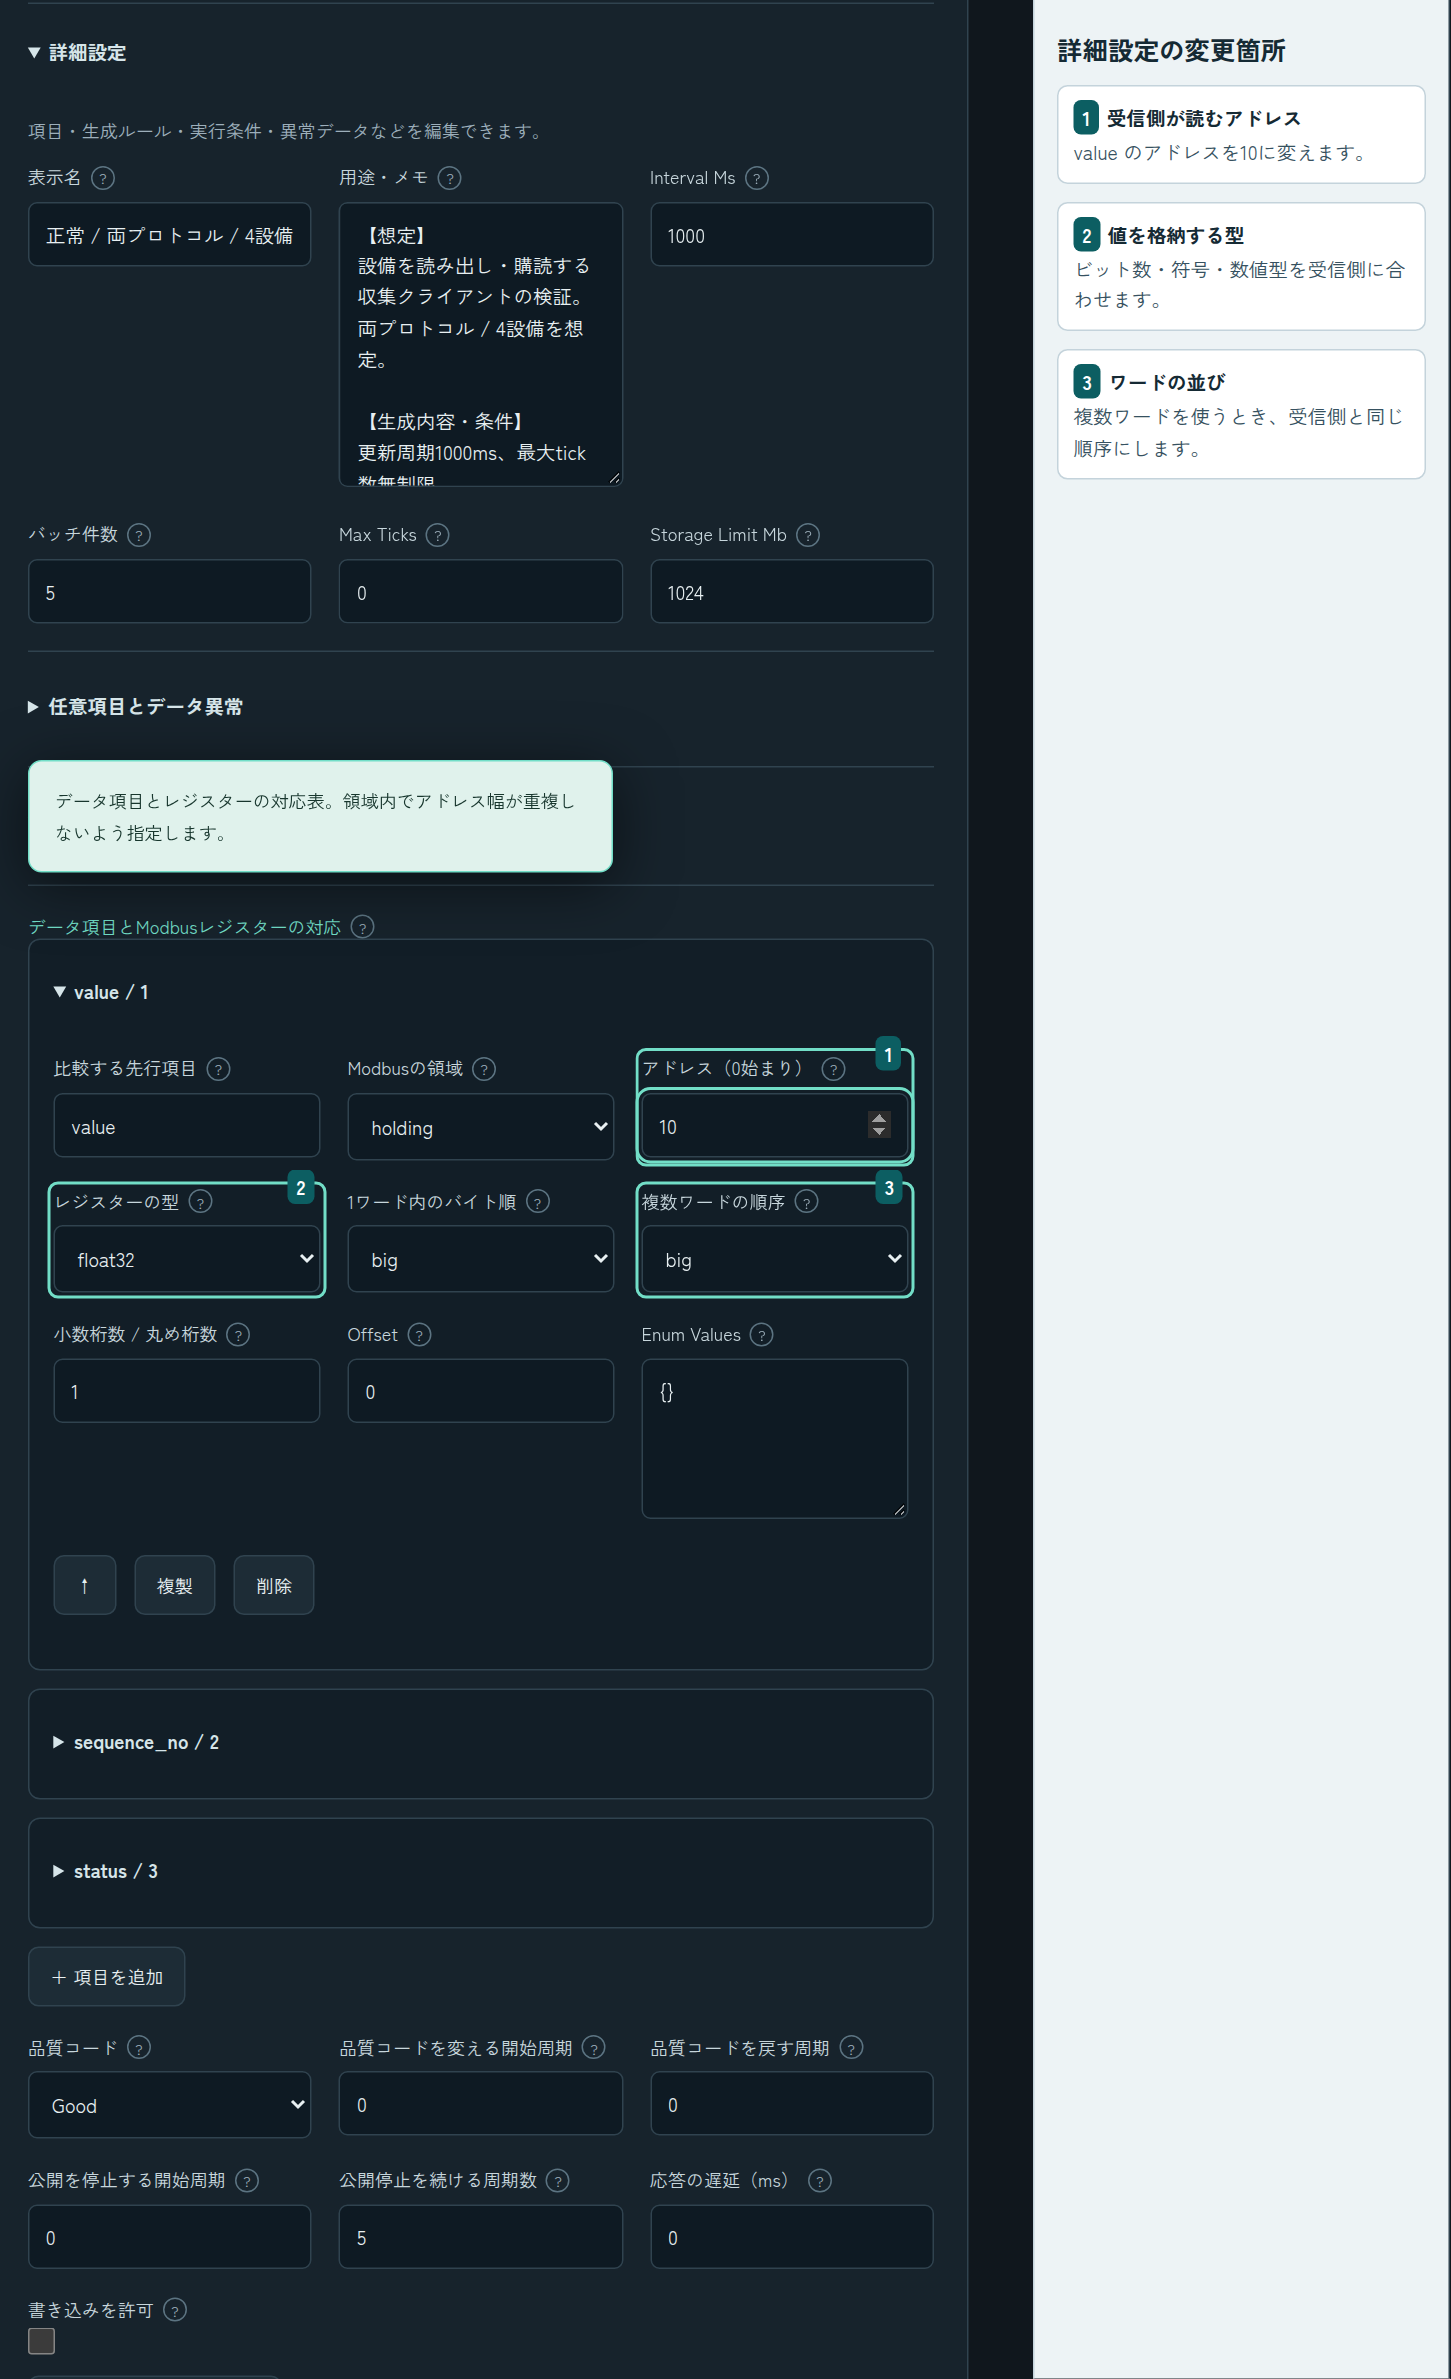 ▼ 詳細設定
項目・生成ルール・実行条件・異常データなどを編集できます。
表示名 ?
用途・メモ ?
Interval Ms ?
正常 / 両プロトコル / 4設備
【想定】
設備を読み出し・購読する
収集クライアントの検証。
両プロトコル / 4設備を想
定。
【生成内容・条件】
更新周期1000ms、最大tick
数無制限
1000
バッチ件数 ?
Max Ticks ?
Storage Limit Mb ?
5
0
1024
▶ 任意項目とデータ異常
データ項目とレジスターの対応表。領域内でアドレス幅が重複し
ないよう指定します。
データ項目とModbusレジスターの対応 ?
▼ value / 1
比較する先行項目 ?
Modbusの領域 ?
アドレス（0始まり） ?
1
value
holding
10
レジスターの型 ?
2
1ワード内のバイト順 ?
複数ワードの順序 ?
3
float32
big
big
小数桁数 / 丸め桁数 ?
Offset ?
Enum Values ?
1
0
{}
↑
複製
削除
▶ sequence_no / 2
▶ status / 3
＋ 項目を追加
品質コード ?
品質コードを変える開始周期 ?
品質コードを戻す周期 ?
Good
0
0
公開を停止する開始周期 ?
公開停止を続ける周期数 ?
応答の遅延（ms） ?
0
5
0
書き込みを許可 ?
詳細設定の変更箇所
1 受信側が読むアドレス
value のアドレスを10に変えます。
2 値を格納する型
ビット数・符号・数値型を受信側に合
わせます。
3 ワードの並び
複数ワードを使うとき、受信側と同じ
順序にします。